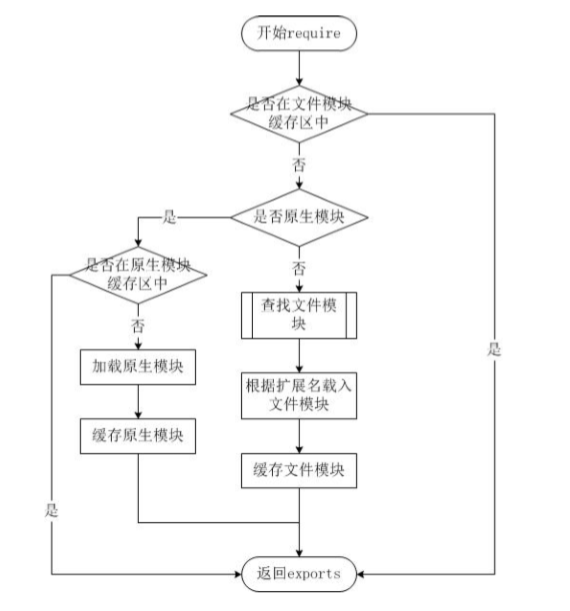 开始require
是否在文件模块
缓存区中
否
是
是否原生模块
是否在原生模块
缓存区中
否
查找文件模
块
是
否
加载原生模块
根据扩展名载入
文件模块
缓存原生模块
缓存文件模块
是
返回exports